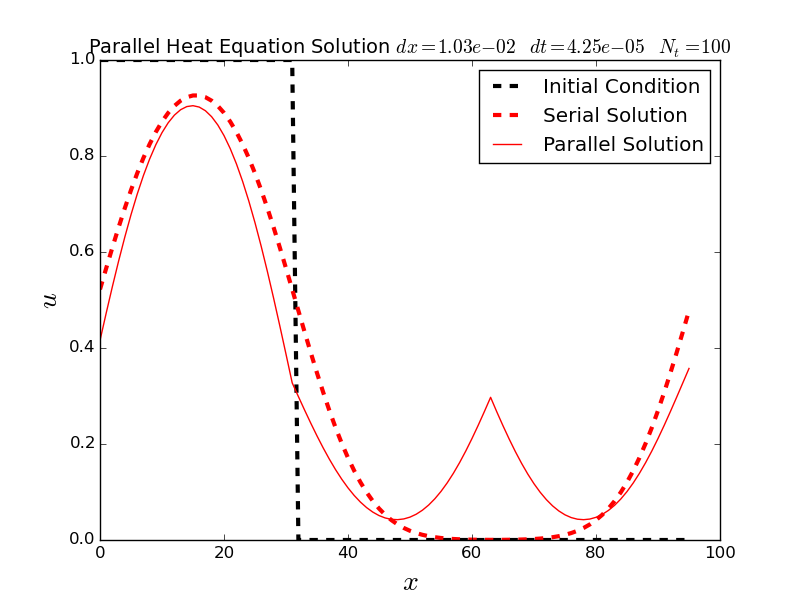 Parallel Heat Equation Solution dx=1.03e−02 dt=4.25e−05 N_t=100
1.0
0.8
0.6
0.4
0.2
0.0
u
0 20 40 60 80 100
x
Initial Condition
Serial Solution
Parallel Solution